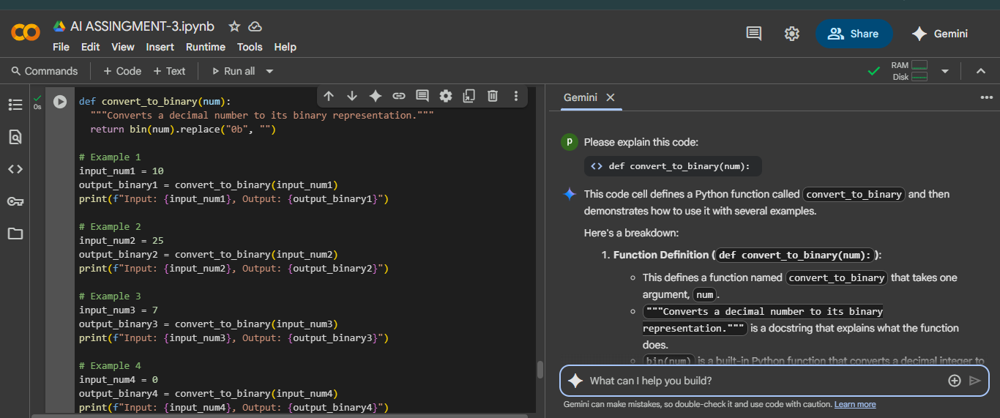 AI ASSINGMENT-3.ipynb
File Edit View Insert Runtime Tools Help
Share
Gemini
Commands + Code + Text Run all
RAM
Disk
0s
def convert_to_binary(num):
"""Converts a decimal number to its binary representation."""
return bin(num).replace("0b", "")
# Example 1
input_num1 = 10
output_binary1 = convert_to_binary(input_num1)
print(f"Input: {input_num1}, Output: {output_binary1}")
# Example 2
input_num2 = 25
output_binary2 = convert_to_binary(input_num2)
print(f"Input: {input_num2}, Output: {output_binary2}")
# Example 3
input_num3 = 7
output_binary3 = convert_to_binary(input_num3)
print(f"Input: {input_num3}, Output: {output_binary3}")
# Example 4
input_num4 = 0
output_binary4 = convert_to_binary(input_num4)
print(f"Input: {input_num4}, Output: {output_binary4}")
Gemini
P
Please explain this code:
<> def convert_to_binary(num):
This code cell defines a Python function called convert_to_binary and then
demonstrates how to use it with several examples.
Here's a breakdown:
1. Function Definition ( def convert_to_binary(num): ):
This defines a function named convert_to_binary that takes one
argument, num .
"""Converts a decimal number to its binary
representation.""" is a docstring that explains what the function
does.
bin(num) is a built-in Python function that converts a decimal integer to
What can I help you build?
Gemini can make mistakes, so double-check it and use code with caution. Learn more